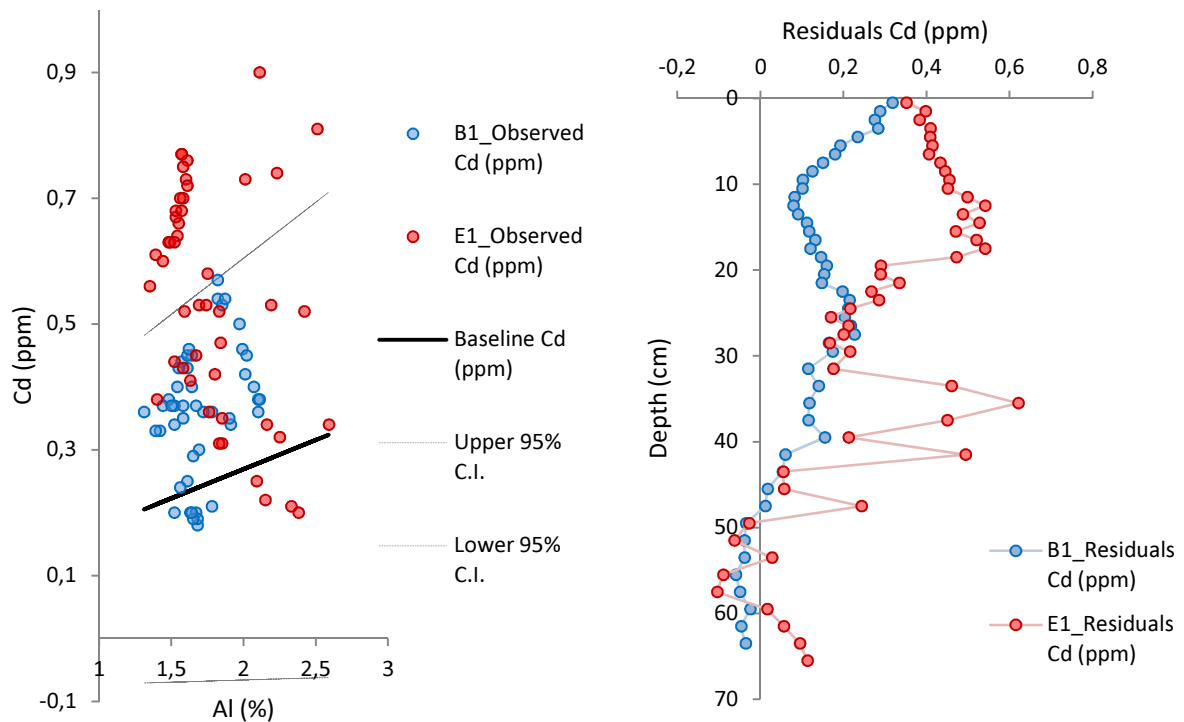 Cd (ppm)
0,9
0,7
0,5
0,3
0,1
-0,1
1
1,5
2
2,5
3
Al (%)
B1_Observed
Cd (ppm)
E1_Observed
Cd (ppm)
Baseline Cd
(ppm)
Upper 95%
C.I.
Lower 95%
C.I.
Residuals Cd (ppm)
-0,2
0
0,2
0,4
0,6
0,8
0
10
20
30
40
50
60
70
Depth (cm)
B1_Residuals
Cd (ppm)
E1_Residuals
Cd (ppm)